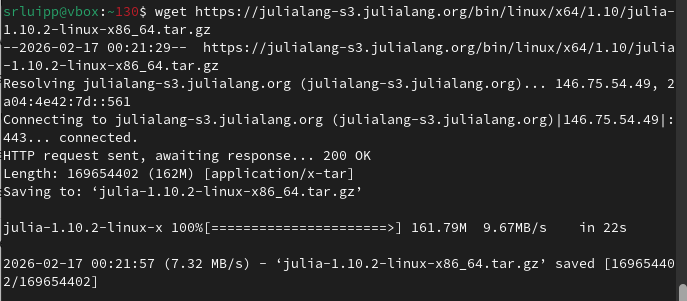 srluipp@vbox:~130$ wget https://julialang-s3.julialang.org/bin/linux/x64/1.10/julia-
1.10.2-linux-x86_64.tar.gz
--2026-02-17 00:21:29--  https://julialang-s3.julialang.org/bin/linux/x64/1.10/julia
-1.10.2-linux-x86_64.tar.gz
Resolving julialang-s3.julialang.org (julialang-s3.julialang.org)... 146.75.54.49, 2
a04:4e42:7d::561
Connecting to julialang-s3.julialang.org (julialang-s3.julialang.org)|146.75.54.49|:
443... connected.
HTTP request sent, awaiting response... 200 OK
Length: 169654402 (162M) [application/x-tar]
Saving to: ‘julia-1.10.2-linux-x86_64.tar.gz’
julia-1.10.2-linux-x 100%[======================>] 161.79M  9.67MB/s    in 22s
2026-02-17 00:21:57 (7.32 MB/s) - ‘julia-1.10.2-linux-x86_64.tar.gz’ saved [16965440
2/169654402]